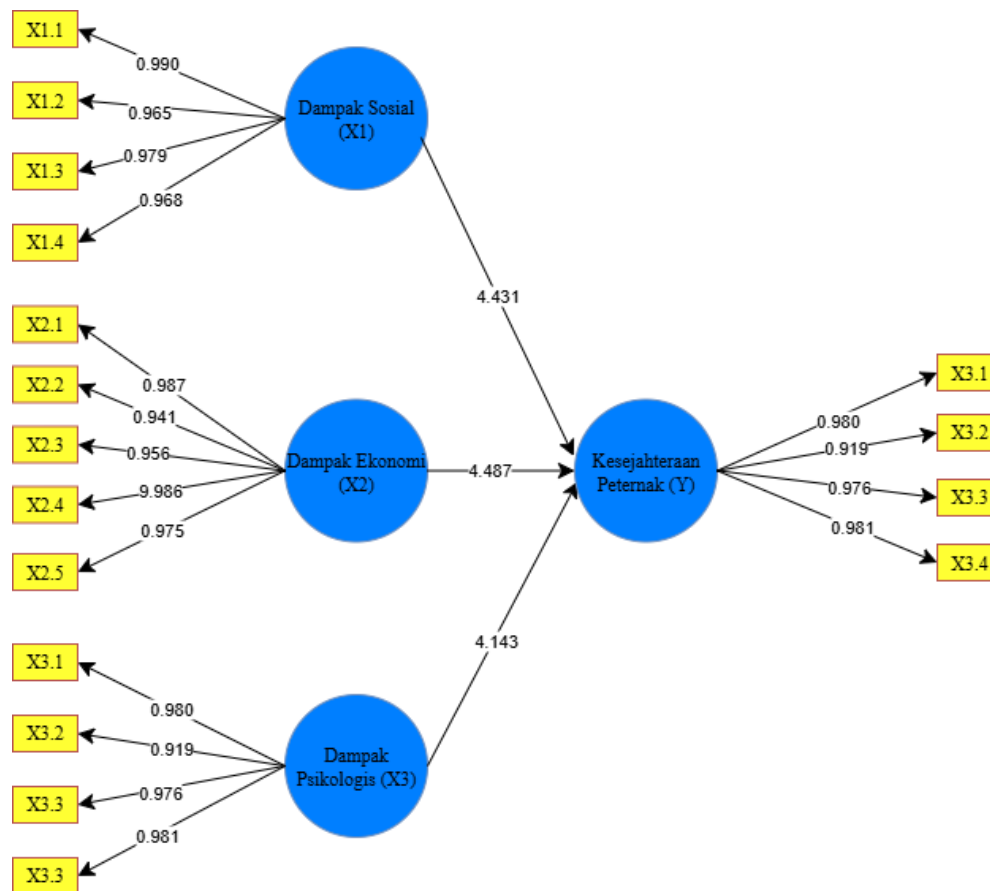 X1.1
0.990
X1.2
0.965
X1.3
0.979
X1.4
0.968
Dampak Sosial
(X1)
4.431
X2.1
0.987
X2.2
0.941
X2.3
0.956
X2.4
9.986
X2.5
0.975
Dampak Ekonomi
(X2)
4.487
Kesejahteraan
Peternak (Y)
X3.1
0.980
X3.2
0.919
X3.3
0.976
X3.4
0.981
X3.1
0.980
X3.2
0.919
X3.3
0.976
X3.3
0.981
Dampak
Psikologis (X3)
4.143